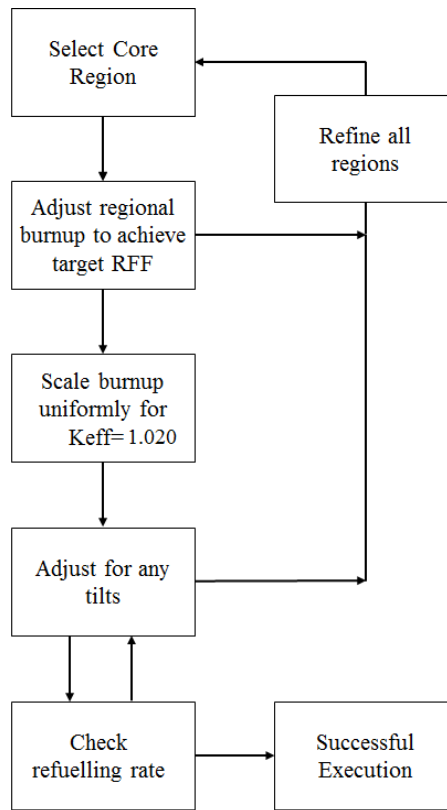 Select Core
Region
Refine all
regions
Adjust regional
burnup to achieve
target RFF
Scale burnup
uniformly for
Keff= 1.020
Adjust for any
tilts
Check
refuelling rate
Successful
Execution